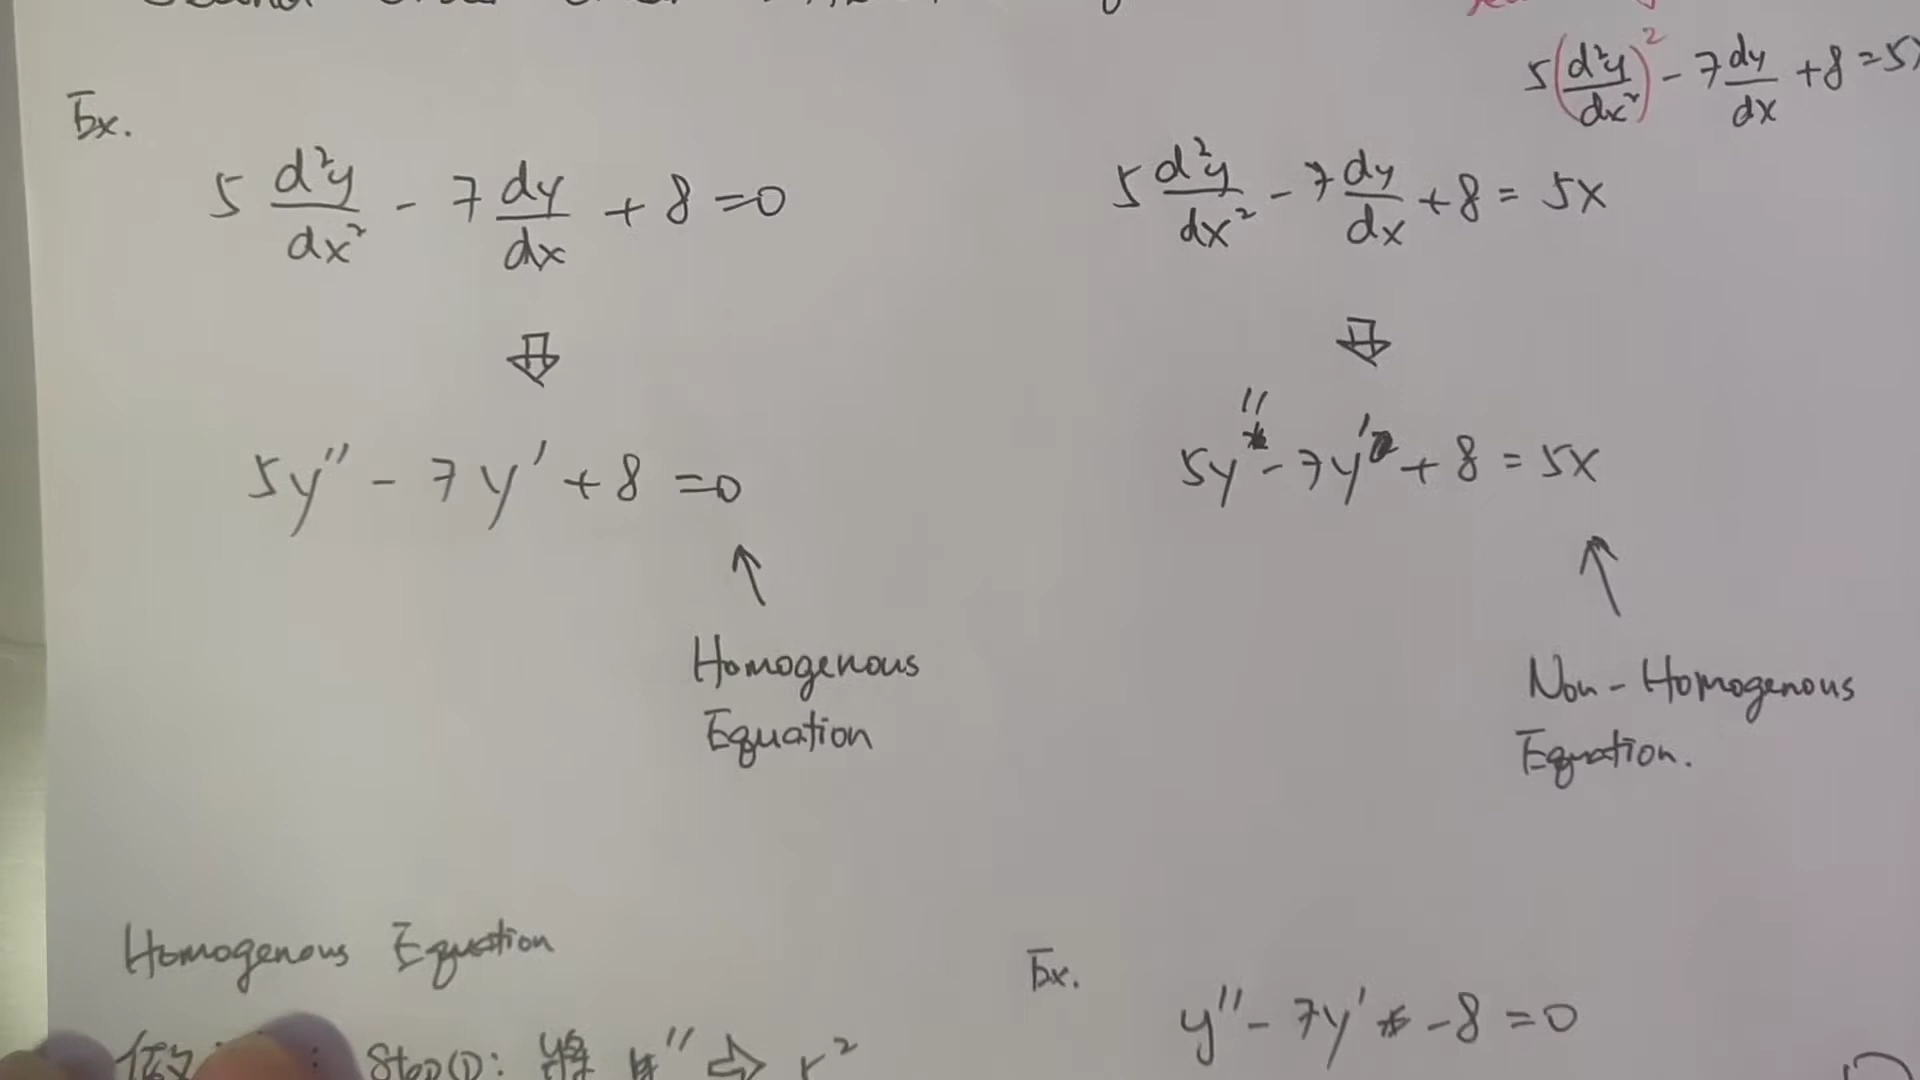 5(d²y/dx²)² - 7 dy/dx + 8 = 5
Ex.
5 d²y/dx² - 7 dy/dx + 8 = 0
5 d²y/dx² - 7 dy/dx + 8 = 5x
⇩
⇩
5y'' - 7y' + 8 = 0
5y'' - 7y' + 8 = 5x
↑
↑
Homogenous
Equation
Non-Homogenous
Equation.
Homogenous Equation
Ex.
y'' - 7y' - 8 = 0
Step①: 將 y'' ⇨ r²